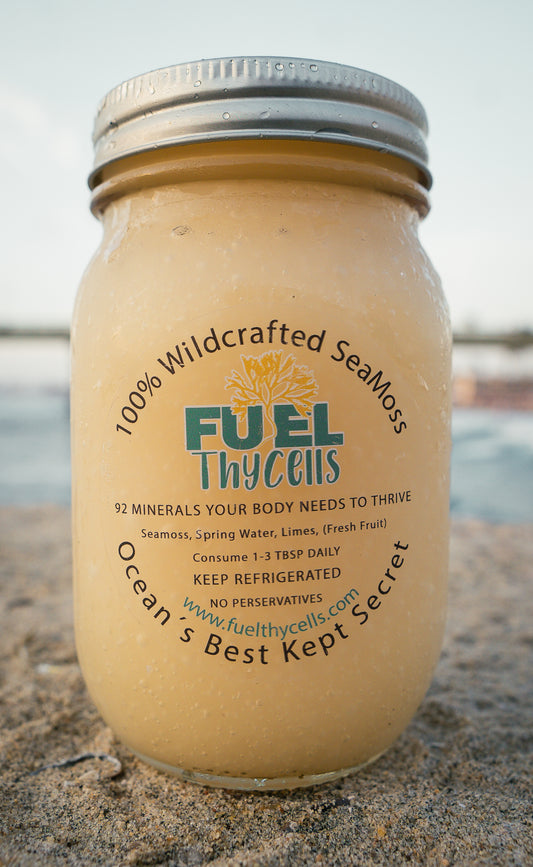 100% Wildcrafted SeaMoss
FUEL
ThyCells
92 MINERALS YOUR BODY NEEDS TO THRIVE
Seamoss, Spring Water, Limes, (Fresh Fruit)
Consume 1-3 TBSP DAILY
KEEP REFRIGERATED
NO PERSERVATIVES
www.fuelthycells.com
Ocean´s Best Kept Secret